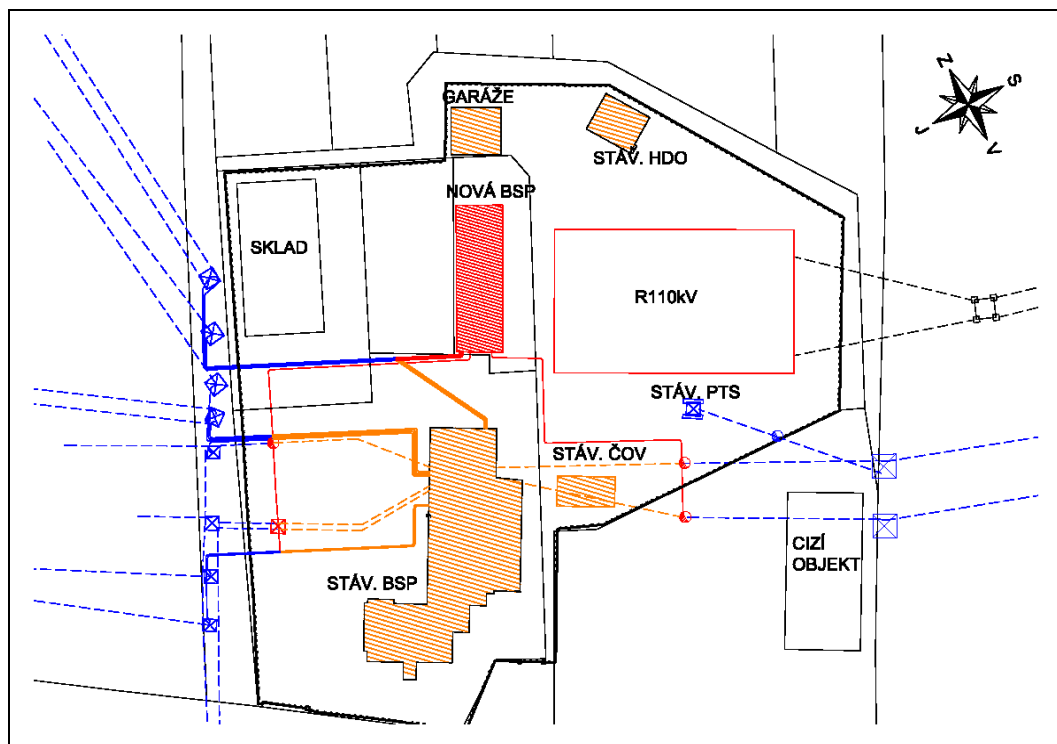 GARÁŽE
STÁV. HDO
Z
S
J
V
NOVÁ BSP
SKLAD
R110kV
STÁV. PTS
STÁV. ČOV
CIZÍ
OBJEKT
STÁV. BSP